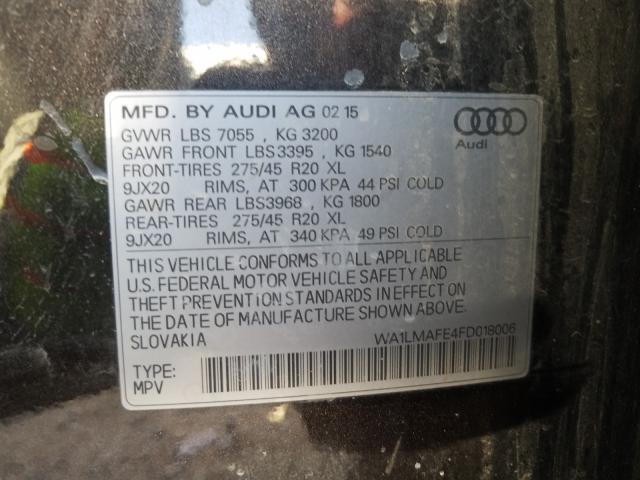 MFD. BY AUDI AG 02 15
GVWR LBS 7055 , KG 3200
GAWR FRONT LBS3395 , KG 1540
FRONT-TIRES 275/45 R20 XL
9JX20 RIMS, AT 300 KPA 44 PSI COLD
GAWR REAR LBS3968 , KG 1800
REAR-TIRES 275/45 R20 XL
9JX20 RIMS, AT 340 KPA 49 PSI COLD
Audi
THIS VEHICLE CONFORMS TO ALL APPLICABLE
U.S. FEDERAL MOTOR VEHICLE SAFETY AND
THEFT PREVENTION STANDARDS IN EFFECT ON
THE DATE OF MANUFACTURE SHOWN ABOVE.
SLOVAKIA WA1LMAFE4FD018006
TYPE:
MPV